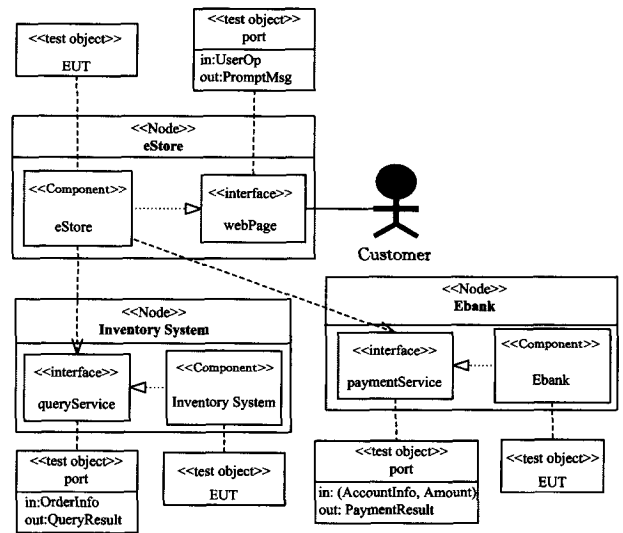 <<test object>>
EUT
<<test object>>
port
in:UserOp
out:PromptMsg
<<Node>>
eStore
<<Component>>
eStore
<<interface>>
webPage
Customer
<<Node>>
Inventory System
<<interface>>
queryService
<<Component>>
Inventory System
<<Node>>
Ebank
<<interface>>
paymentService
<<Component>>
Ebank
<<test object>>
port
in:OrderInfo
out:QueryResult
<<test object>>
EUT
<<test object>>
port
in: (AccountInfo, Amount)
out: PaymentResult
<<test object>>
EUT